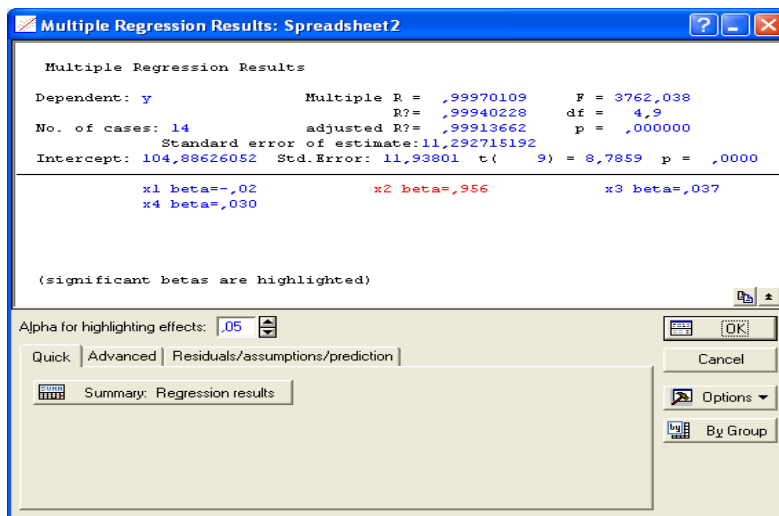 Multiple Regression Results: Spreadsheet2
Multiple Regression Results
Dependent: y Multiple R = ,99970109 F = 3762,038
R?= ,99940228 df = 4,9
No. of cases: 14 adjusted R?= ,99913662 p = ,000000
Standard error of estimate:11,292715192
Intercept: 104,88626052 Std.Error: 11,93801 t( 9) = 8,7859 p = ,0000
x1 beta=-,02 x2 beta=,956 x3 beta=,037
x4 beta=,030
(significant betas are highlighted)
Alpha for highlighting effects: ,05
OK
Quick Advanced Residuals/assumptions/prediction
Cancel
Summary: Regression results
Options
By Group